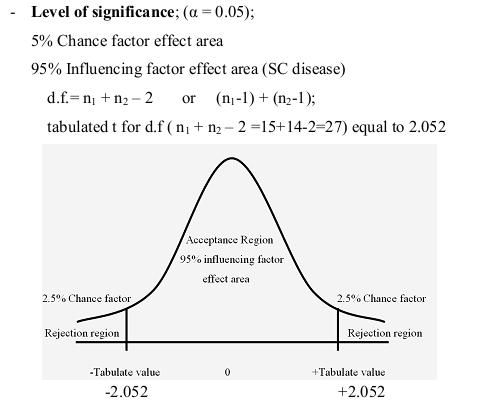 - Level of significance; (α = 0.05);
5% Chance factor effect area
95% Influencing factor effect area (SC disease)
d.f.= n₁ + n₂ – 2 or (n₁-1) + (n₂-1);
tabulated t for d.f ( n₁ + n₂ – 2 =15+14-2=27) equal to 2.052
Acceptance Region
95% influencing factor
effect area
2.5% Chance factor 2.5% Chance factor
Rejection region Rejection region
-Tabulate value 0 +Tabulate value
-2.052 +2.052